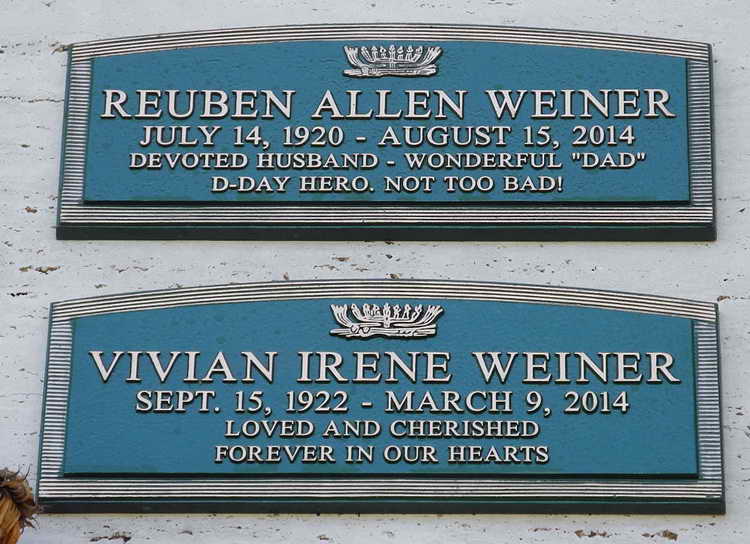 REUBEN ALLEN WEINER
JULY 14, 1920 - AUGUST 15, 2014
DEVOTED HUSBAND - WONDERFUL "DAD"
D-DAY HERO. NOT TOO BAD!
VIVIAN IRENE WEINER
SEPT. 15, 1922 - MARCH 9, 2014
LOVED AND CHERISHED
FOREVER IN OUR HEARTS